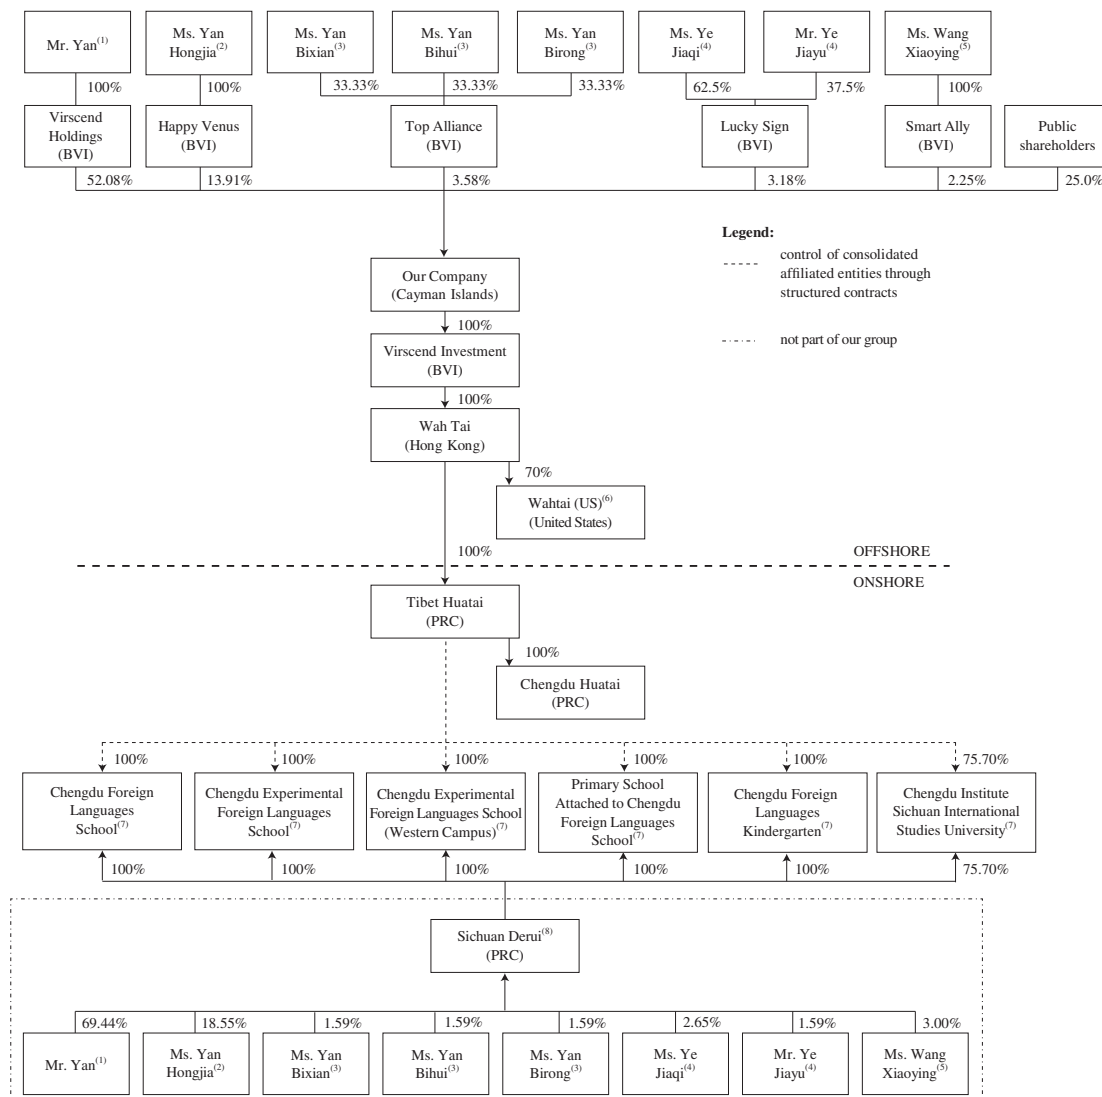 Mr. Yan(1)
Ms. Yan
Hongjia(2)
Ms. Yan
Bixian(3)
Ms. Yan
Bihui(3)
Ms. Yan
Birong(3)
Ms. Ye
Jiaqi(4)
Mr. Ye
Jiayu(4)
Ms. Wang
Xiaoying(5)
100%
100%
33.33%
33.33%
33.33%
62.5%
37.5%
100%
Virscend
Holdings
(BVI)
Happy Venus
(BVI)
Top Alliance
(BVI)
Lucky Sign
(BVI)
Smart Ally
(BVI)
Public
shareholders
52.08%
13.91%
3.58%
3.18%
2.25%
25.0%
Legend:
control of consolidated
affiliated entities through
structured contracts
not part of our group
Our Company
(Cayman Islands)
100%
Virscend Investment
(BVI)
100%
Wah Tai
(Hong Kong)
70%
Wahtai (US)(6)
(United States)
100%
OFFSHORE
ONSHORE
Tibet Huatai
(PRC)
100%
Chengdu Huatai
(PRC)
100%
100%
100%
100%
100%
75.70%
Chengdu Foreign
Languages
School(7)
Chengdu Experimental
Foreign Languages
School(7)
Chengdu Experimental
Foreign Languages School
(Western Campus)(7)
Primary School
Attached to Chengdu
Foreign Languages
School(7)
Chengdu Foreign
Languages
Kindergarten(7)
Chengdu Institute
Sichuan International
Studies University(7)
100%
100%
100%
100%
100%
75.70%
Sichuan Derui(8)
(PRC)
69.44%
18.55%
1.59%
1.59%
1.59%
2.65%
1.59%
3.00%
Mr. Yan(1)
Ms. Yan
Hongjia(2)
Ms. Yan
Bixian(3)
Ms. Yan
Bihui(3)
Ms. Yan
Birong(3)
Ms. Ye
Jiaqi(4)
Mr. Ye
Jiayu(4)
Ms. Wang
Xiaoying(5)